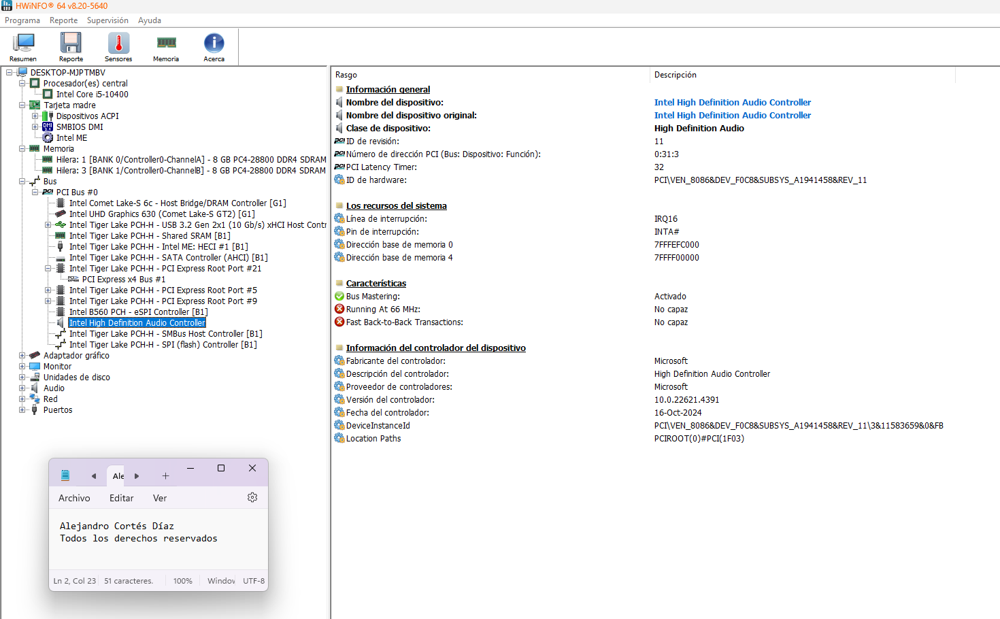 HWiNFO® 64 v8.20-5640
Programa Reporte Supervisión Ayuda
Resumen Reporte Sensores Memoria Acerca
DESKTOP-MJPTMBV
Procesador(es) central
Intel Core i5-10400
Tarjeta madre
Dispositivos ACPI
SMBIOS DMI
Intel ME
Memoria
Hilera: 1 [BANK 0/Controller0-ChannelA] - 8 GB PC4-28800 DDR4 SDRAM
Hilera: 3 [BANK 1/Controller0-ChannelB] - 8 GB PC4-28800 DDR4 SDRAM
Bus
PCI Bus #0
Intel Comet Lake-S 6c - Host Bridge/DRAM Controller [G1]
Intel UHD Graphics 630 (Comet Lake-S GT2) [G1]
Intel Tiger Lake PCH-H - USB 3.2 Gen 2x1 (10 Gb/s) xHCI Host Contr
Intel Tiger Lake PCH-H - Shared SRAM [B1]
Intel Tiger Lake PCH-H - Intel ME: HECI #1 [B1]
Intel Tiger Lake PCH-H - SATA Controller (AHCI) [B1]
Intel Tiger Lake PCH-H - PCI Express Root Port #21
PCI Express x4 Bus #1
Intel Tiger Lake PCH-H - PCI Express Root Port #5
Intel Tiger Lake PCH-H - PCI Express Root Port #9
Intel B560 PCH - eSPI Controller [B1]
Intel High Definition Audio Controller
Intel Tiger Lake PCH-H - SMBus Host Controller [B1]
Intel Tiger Lake PCH-H - SPI (flash) Controller [B1]
Adaptador gráfico
Monitor
Unidades de disco
Audio
Red
Puertos
Rasgo Descripción
Información general
Nombre del dispositivo: Intel High Definition Audio Controller
Nombre del dispositivo original: Intel High Definition Audio Controller
Clase de dispositivo: High Definition Audio
ID de revisión: 11
Número de dirección PCI (Bus: Dispositivo: Función): 0:31:3
PCI Latency Timer: 32
ID de hardware: PCI\VEN_8086&DEV_F0C8&SUBSYS_A1941458&REV_11
Los recursos del sistema
Línea de interrupción: IRQ16
Pin de interrupción: INTA#
Dirección base de memoria 0 7FFFEFC000
Dirección base de memoria 4 7FFFF00000
Características
Bus Mastering: Activado
Running At 66 MHz: No capaz
Fast Back-to-Back Transactions: No capaz
Información del controlador del dispositivo
Fabricante del controlador: Microsoft
Descripción del controlador: High Definition Audio Controller
Proveedor de controladores: Microsoft
Versión del controlador: 10.0.22621.4391
Fecha del controlador: 16-Oct-2024
DeviceInstanceId PCI\VEN_8086&DEV_F0C8&SUBSYS_A1941458&REV_11\3&11583659&0&FB
Location Paths PCIROOT(0)#PCI(1F03)
Ale
Archivo Editar Ver
Alejandro Cortés Díaz
Todos los derechos reservados
Ln 2, Col 23 51 caracteres. 100% Window UTF-8